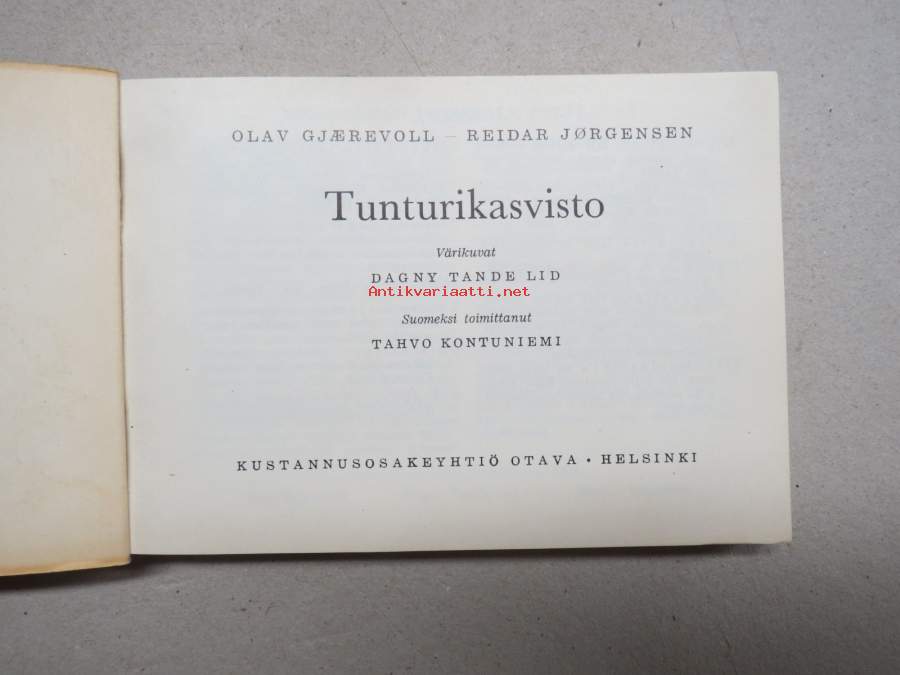 OLAV GJÆREVOLL – REIDAR JØRGENSEN
Tunturikasvisto
Värikuvat
DAGNY TANDE LID
Antikvariaatti.net
Suomeksi toimittanut
TAHVO KONTUNIEMI
KUSTANNUSOSAKEYHTIÖ OTAVA • HELSINKI